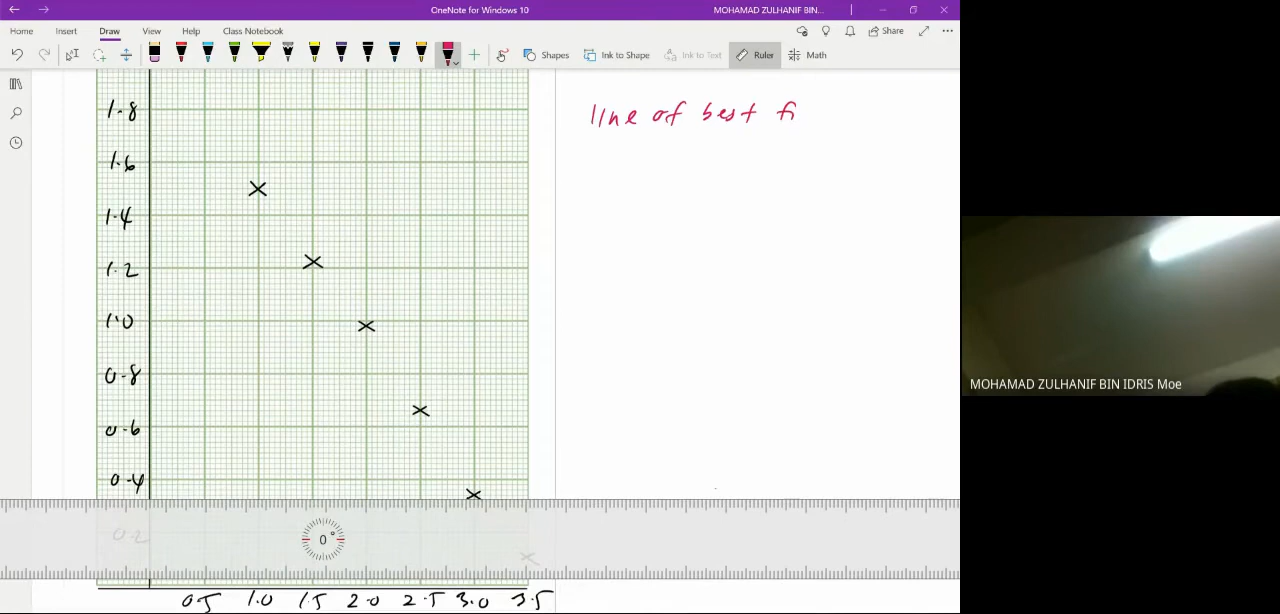 OneNote for Windows 10
MOHAMAD ZULHANIF BIN...
Home Insert Draw View Help Class Notebook
Share
Shapes Ink to Shape Ink to Text Ruler Math
line of best fi
1.8
1.6
1.4
1.2
1.0
0.8
0.6
0.4
0.2
0°
0.5 1.0 1.5 2.0 2.5 3.0 3.5
MOHAMAD ZULHANIF BIN IDRIS Moe